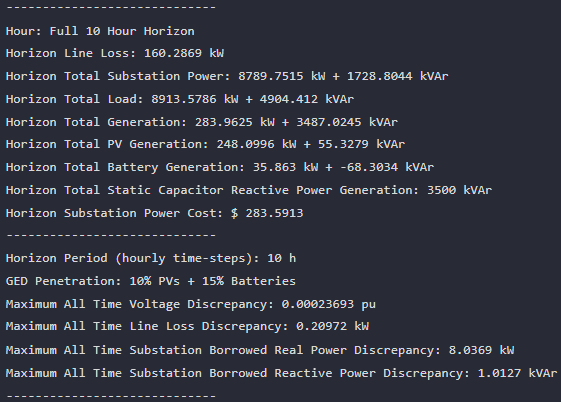 -----------------------------
Hour: Full 10 Hour Horizon
Horizon Line Loss: 160.2869 kW
Horizon Total Substation Power: 8789.7515 kW + 1728.8044 kVAr
Horizon Total Load: 8913.5786 kW + 4904.412 kVAr
Horizon Total Generation: 283.9625 kW + 3487.0245 kVAr
Horizon Total PV Generation: 248.0996 kW + 55.3279 kVAr
Horizon Total Battery Generation: 35.863 kW + -68.3034 kVAr
Horizon Total Static Capacitor Reactive Power Generation: 3500 kVAr
Horizon Substation Power Cost: $ 283.5913
-----------------------------
Horizon Period (hourly time-steps): 10 h
GED Penetration: 10% PVs + 15% Batteries
Maximum All Time Voltage Discrepancy: 0.00023693 pu
Maximum All Time Line Loss Discrepancy: 0.20972 kW
Maximum All Time Substation Borrowed Real Power Discrepancy: 8.0369 kW
Maximum All Time Substation Borrowed Reactive Power Discrepancy: 1.0127 kVAr
-----------------------------